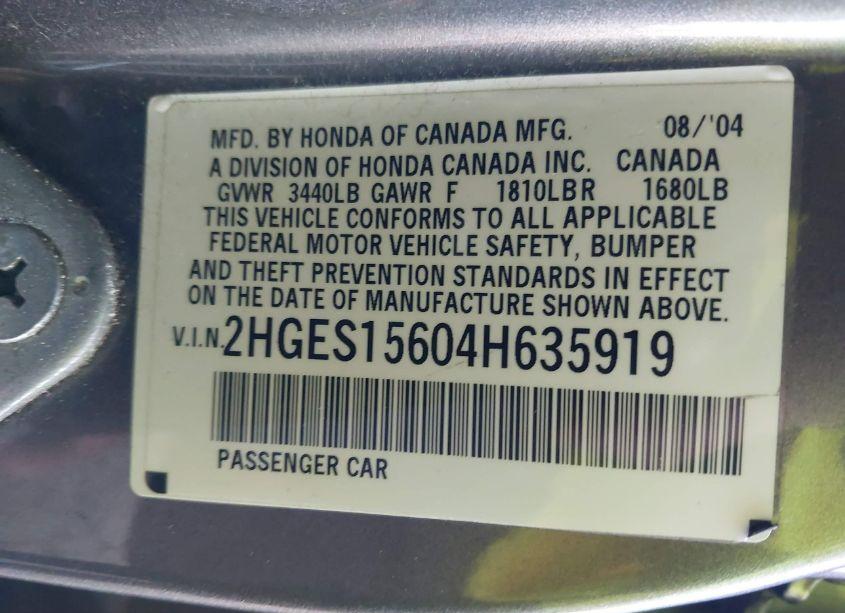 MFD. BY HONDA OF CANADA MFG. 08/'04
A DIVISION OF HONDA CANADA INC. CANADA
GVWR 3440LB GAWR F 1810LB R 1680LB
THIS VEHICLE CONFORMS TO ALL APPLICABLE
FEDERAL MOTOR VEHICLE SAFETY, BUMPER
AND THEFT PREVENTION STANDARDS IN EFFECT
ON THE DATE OF MANUFACTURE SHOWN ABOVE.
V.I.N. 2HGES15604H635919
PASSENGER CAR